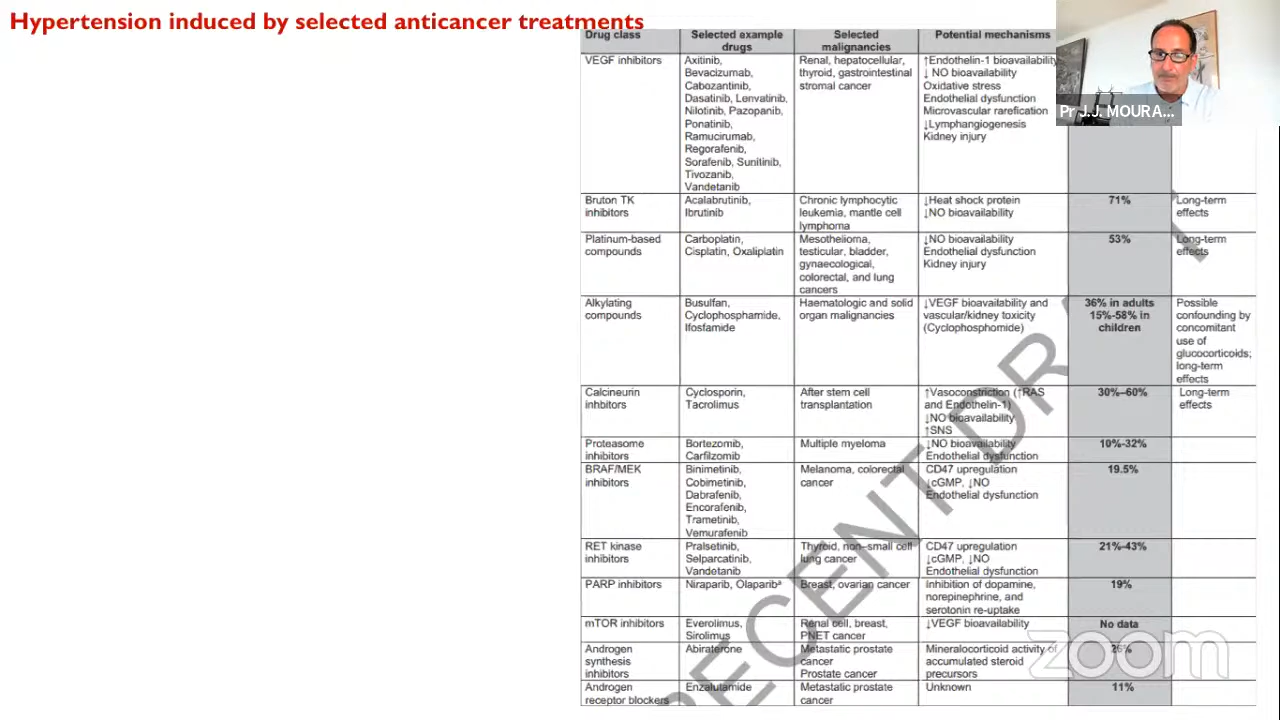 Hypertension induced by selected anticancer treatments
Drug class
Selected example drugs
Selected malignancies
Potential mechanisms
VEGF inhibitors
Axitinib,
Bevacizumab,
Cabozantinib,
Dasatinib, Lenvatinib,
Nilotinib, Pazopanib,
Ponatinib,
Ramucirumab,
Regorafenib,
Sorafenib, Sunitinib,
Tivozanib,
Vandetanib
Renal, hepatocellular,
thyroid, gastrointestinal
stromal cancer
↑Endothelin-1 bioavailability
↓ NO bioavailability
Oxidative stress
Endothelial dysfunction
Microvascular rarefication
↓Lymphangiogenesis
Kidney injury
Bruton TK
inhibitors
Acalabrutinib,
Ibrutinib
Chronic lymphocytic
leukemia, mantle cell
lymphoma
↓Heat shock protein
↓NO bioavailability
71%
Long-term
effects
Platinum-based
compounds
Carboplatin,
Cisplatin, Oxaliplatin
Mesothelioma,
testicular, bladder,
gynaecological,
colorectal, and lung
cancers
↓NO bioavailability
Endothelial dysfunction
Kidney injury
53%
Long-term
effects
Alkylating
compounds
Busulfan,
Cyclophosphamide,
Ifosfamide
Haematologic and solid
organ malignancies
↓VEGF bioavailability and
vascular/kidney toxicity
(Cyclophosphomide)
36% in adults
15%-58% in
children
Possible
confounding by
concomitant
use of
glucocorticoids;
long-term
effects
Calcineurin
inhbitors
Cyclosporin,
Tacrolimus
After stem cell
transplantation
↑Vasoconstriction (↑RAS
and Endothelin-1)
↓NO bioavailability
↑SNS
30%–60%
Long-term
effects
Proteasome
inhibitors
Bortezomib,
Carfilzomib
Multiple myeloma
↓NO bioavailability
Endothelial dysfunction
10%-32%
BRAF/MEK
inhibitors
Binimetinib,
Cobimetinib,
Dabrafenib,
Encorafenib,
Trametinib,
Vemurafenib
Melanoma, colorectal
cancer
CD47 upregulation
↓cGMP, ↓NO
Endothelial dysfunction
19.5%
RET kinase
inhibitors
Pralsetinib,
Selparcatinib,
Vandetanib
Thyroid, non–small cell
lung cancer
CD47 upregulation
↓cGMP, ↓NO
Endothelial dysfunction
21%-43%
PARP inhibitors
Niraparib, Olaparibª
Breast, ovarian cancer
Inhibition of dopamine,
norepinephrine, and
serotonin re-uptake
19%
mTOR inhibitors
Everolimus,
Sirolimus
Renal cell, breast,
PNET cancer
↓VEGF bioavailability
No data
Androgen
synthesis
inhibitors
Abiraterone
Metastatic prostate
cancer
Prostate cancer
Mineralocorticoid activity of
accumulated steroid
precursors
26%
Androgen
receptor blockers
Enzalutamide
Metastatic prostate
cancer
Unknown
11%
Pr J.J. MOURA...
RECENT DR
zoom